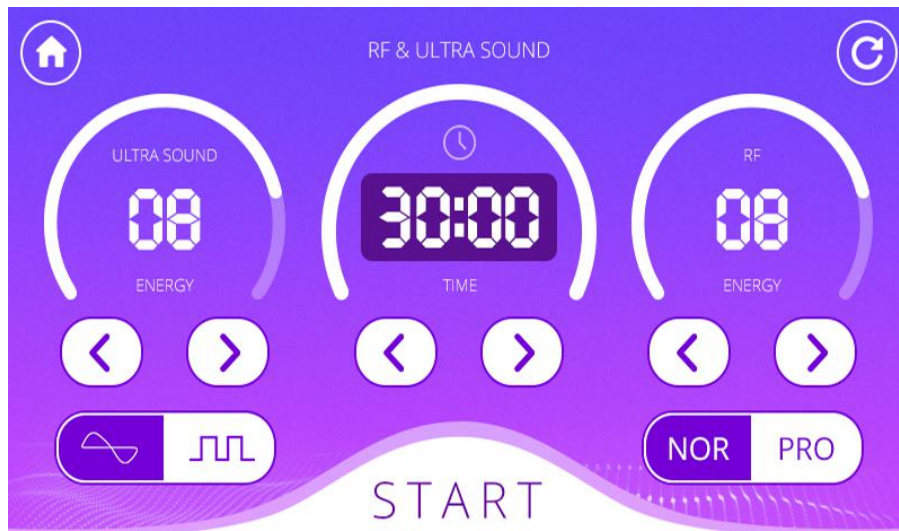 RF & ULTRA SOUND
ULTRA SOUND
08
ENERGY
30:00
TIME
RF
08
ENERGY
NOR PRO
START